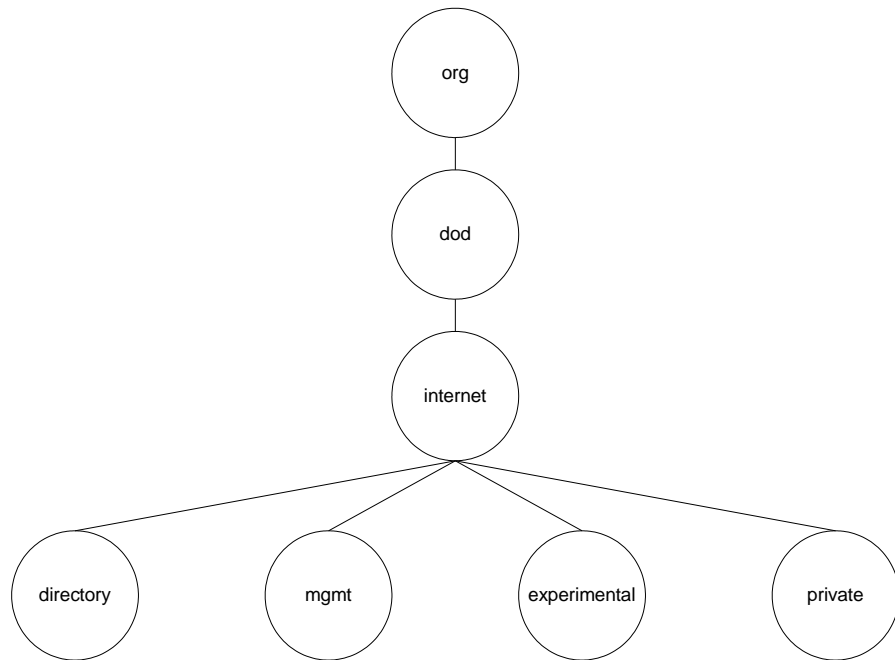 org
dod
internet
directory
mgmt
experimental
private